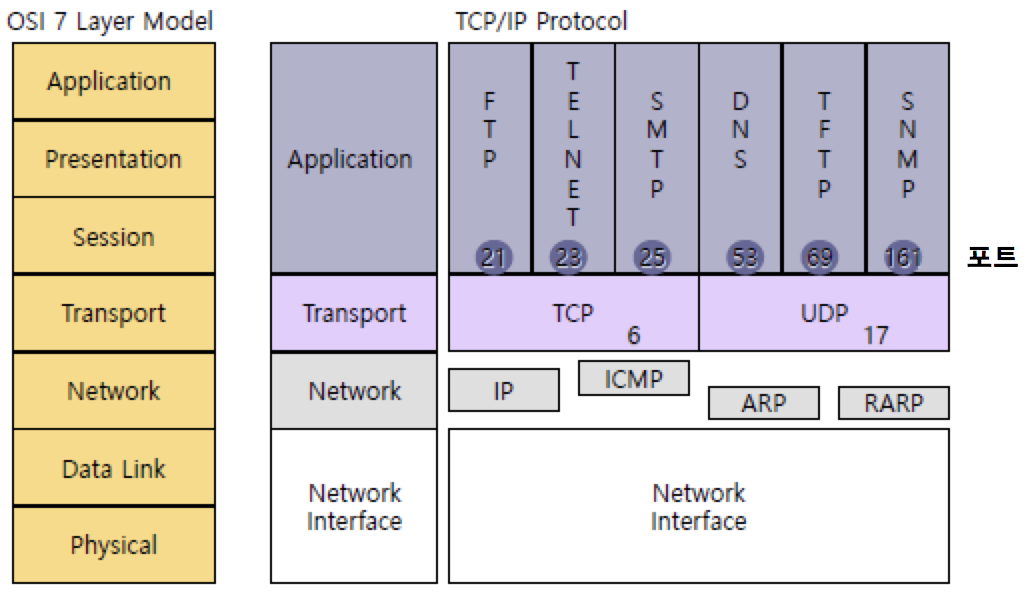 OSI 7 Layer Model
TCP/IP Protocol
Application
Presentation
Session
Transport
Network
Data Link
Physical
Application
Transport
Network
Network
Interface
FTP
TELNET
SMTP
DNS
TFTP
SNMP
21
23
25
53
69
161
포트
TCP
6
UDP
17
IP
ICMP
ARP
RARP
Network
Interface